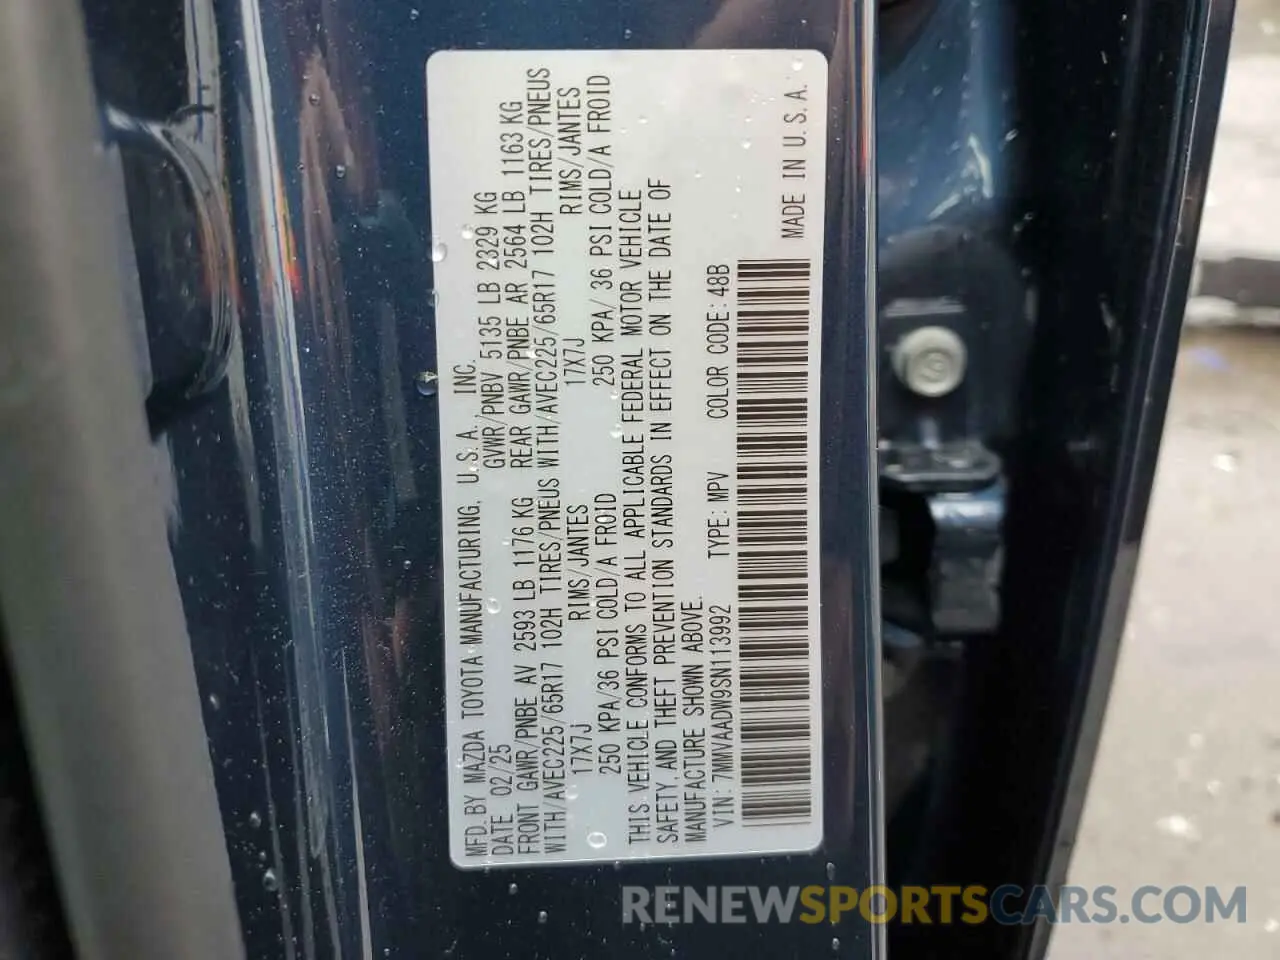 MFD. BY MAZDA TOYOTA MANUFACTURING, U.S.A., INC.
DATE 02/25 GVWR/PNBV 5135 LB 2329 KG
FRONT GAWR/PNBE AV 2593 LB 1176 KG REAR GAWR/PNBE AR 2564 LB 1163 KG
WITH/AVEC225/65R17 102H TIRES/PNEUS WITH/AVEC225/65R17 102H TIRES/PNEUS
17X7J RIMS/JANTES 17X7J RIMS/JANTES
250 KPA/36 PSI COLD/A FROID 250 KPA/ 36 PSI COLD/A FROID
THIS VEHICLE CONFORMS TO ALL APPLICABLE FEDERAL MOTOR VEHICLE
SAFETY, AND THEFT PREVENTION STANDARDS IN EFFECT ON THE DATE OF
MANUFACTURE SHOWN ABOVE.
VIN: 7MMVAADW9SN113992 TYPE: MPV COLOR CODE: 48B
MADE IN U.S.A.
RENEWSPORTSCARS.COM